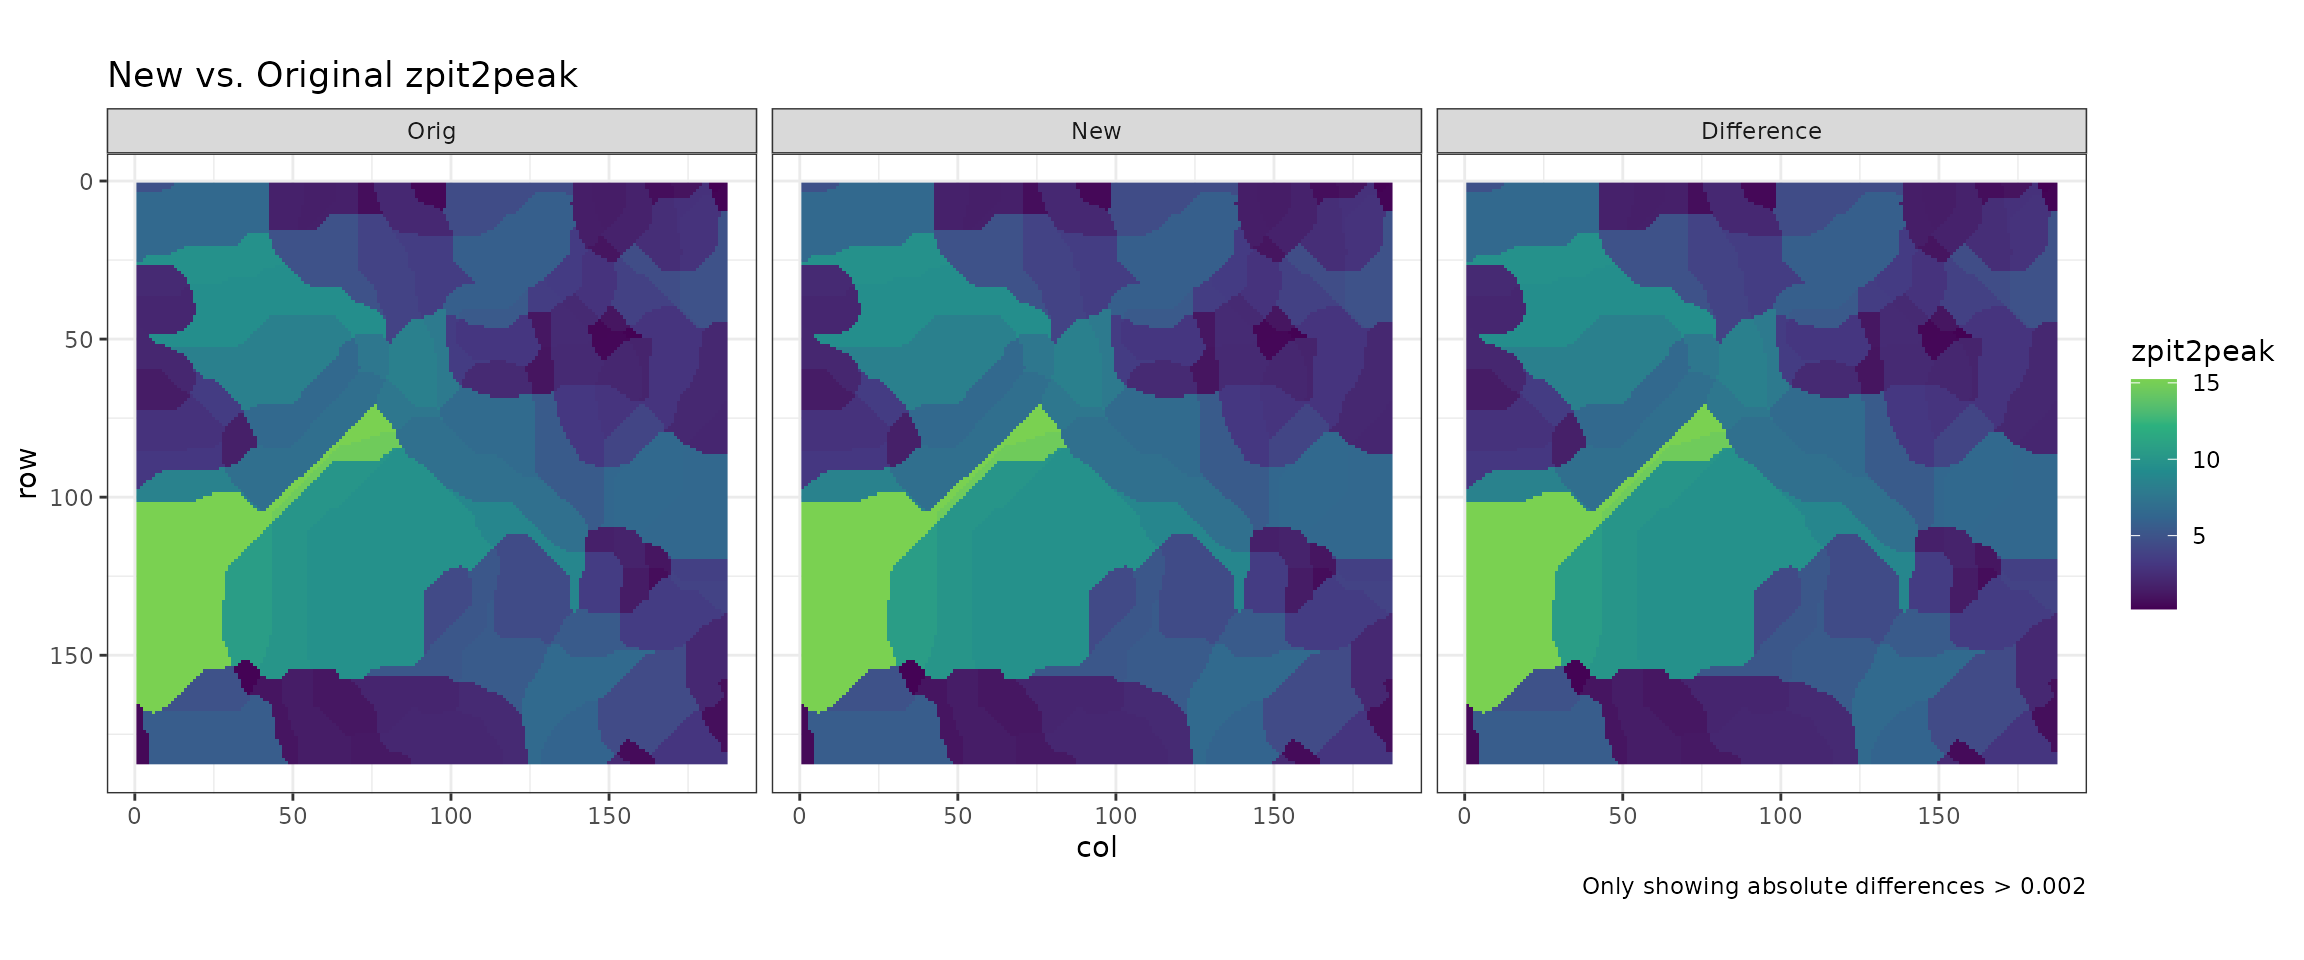 New vs. Original zpit2peak
Orig
New
Difference
0
50
100
150
row
0
50
100
150
0
50
100
150
0
50
100
150
col
zpit2peak
15
10
5
Only showing absolute differences > 0.002